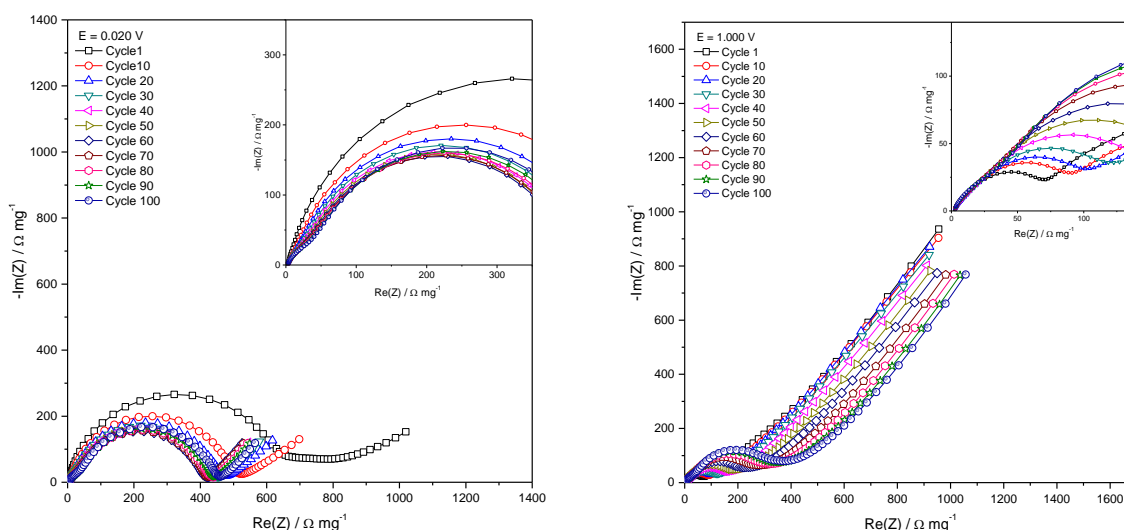 E = 0.020 V
Cycle1
Cycle10
Cycle 20
Cycle 30
Cycle 40
Cycle 50
Cycle 60
Cycle 70
Cycle 80
Cycle 90
Cycle 100
-Im(Z) / Ω mg⁻¹
1400
1200
1000
800
600
400
200
0
0 200 400 600 800 1000 1200 1400
Re(Z) / Ω mg⁻¹
-Im(Z) / Ω mg⁻¹
250
200
150
100
50
0
100 200 300
Re(Z) / Ω mg⁻¹
E = 1.000 V
Cycle 1
Cycle 10
Cycle 20
Cycle 30
Cycle 40
Cycle 50
Cycle 60
Cycle 70
Cycle 80
Cycle 90
Cycle 100
-Im(Z) / Ω mg⁻¹
1600
1400
1200
1000
800
600
400
200
0
0 200 400 600 800 1000 1200 1400 1600
Re(Z) / Ω mg⁻¹
-Im(Z) / Ω mg⁻¹
100
50
0
50 100
Re(Z) / Ω mg⁻¹